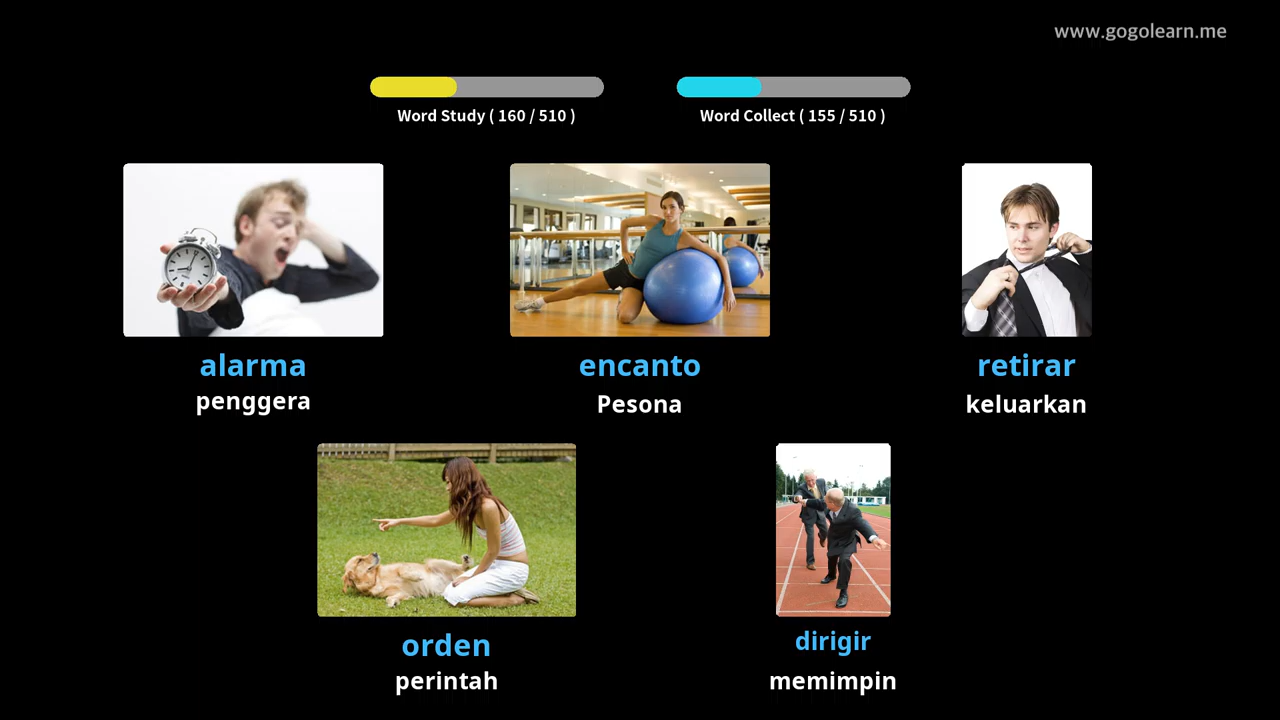 www.gogolearn.me
Word Study ( 160 / 510 )
Word Collect ( 155 / 510 )
alarma
penggera
encanto
Pesona
retirar
keluarkan
orden
perintah
dirigir
memimpin